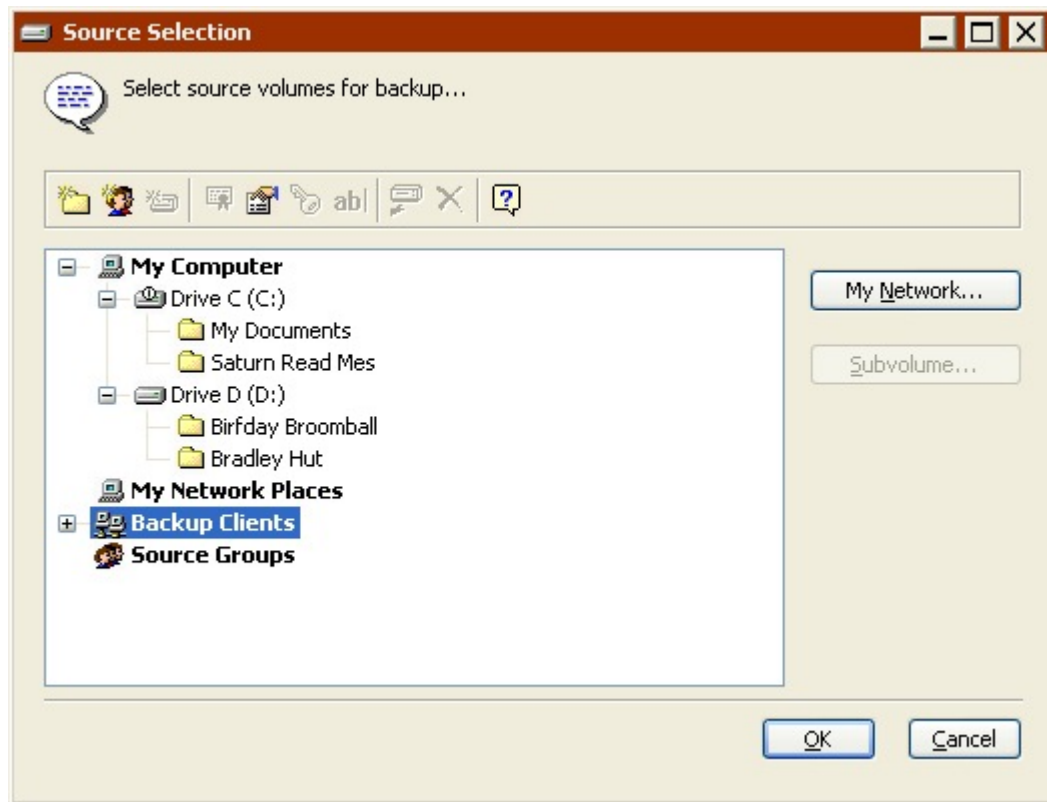 Source Selection
Select source volumes for backup...
ab|
My Computer
Drive C (C:)
My Documents
Saturn Read Mes
Drive D (D:)
Birfday Broomball
Bradley Hut
My Network Places
Backup Clients
Source Groups
My Network...
Subvolume...
OK
Cancel